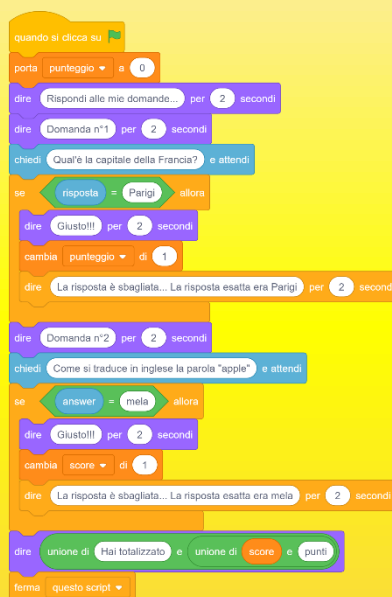 quando si clicca su
porta punteggio a 0
dire Rispondi alle mie domande... per 2 secondi
dire Domanda n°1 per 2 secondi
chiedi Qual'è la capitale della Francia? e attendi
se risposta = Parigi allora
dire Giusto!!! per 2 secondi
cambia punteggio di 1
dire La risposta è sbagliata... La risposta esatta era Parigi per 2 second
dire Domanda n°2 per 2 secondi
chiedi Come si traduce in inglese la parola "apple" e attendi
se answer = mela allora
dire Giusto!!! per 2 secondi
cambia score di 1
dire La risposta è sbagliata... La risposta esatta era mela per 2 secondi
dire unione di Hai totalizzato e unione di score e punti
ferma questo script